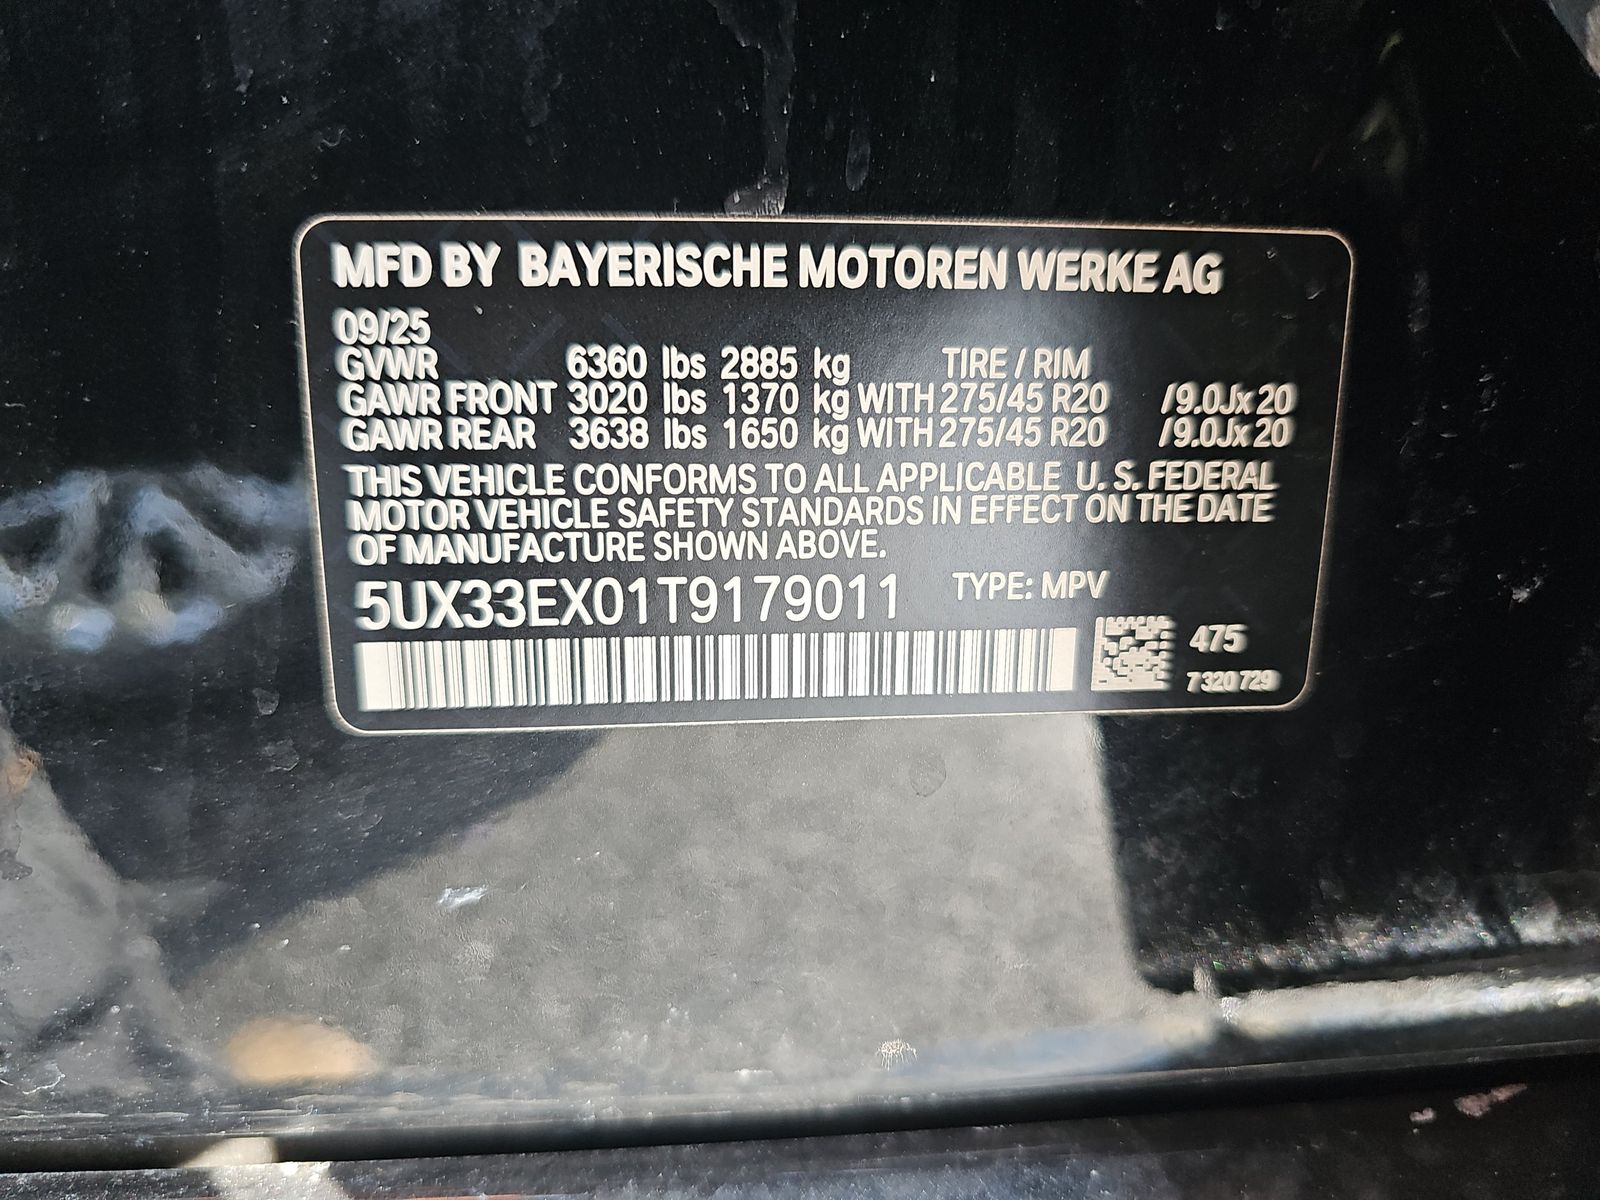 MFD BY BAYERISCHE MOTOREN WERKE AG
09/25
GVWR 6360 lbs 2885 kg TIRE / RIM
GAWR FRONT 3020 lbs 1370 kg WITH 275/45 R20 /9.0Jx20
GAWR REAR 3638 lbs 1650 kg WITH 275/45 R20 /9.0Jx20
THIS VEHICLE CONFORMS TO ALL APPLICABLE U. S. FEDERAL
MOTOR VEHICLE SAFETY STANDARDS IN EFFECT ON THE DATE
OF MANUFACTURE SHOWN ABOVE.
5UX33EX01T9179011 TYPE: MPV
475
7 320 729